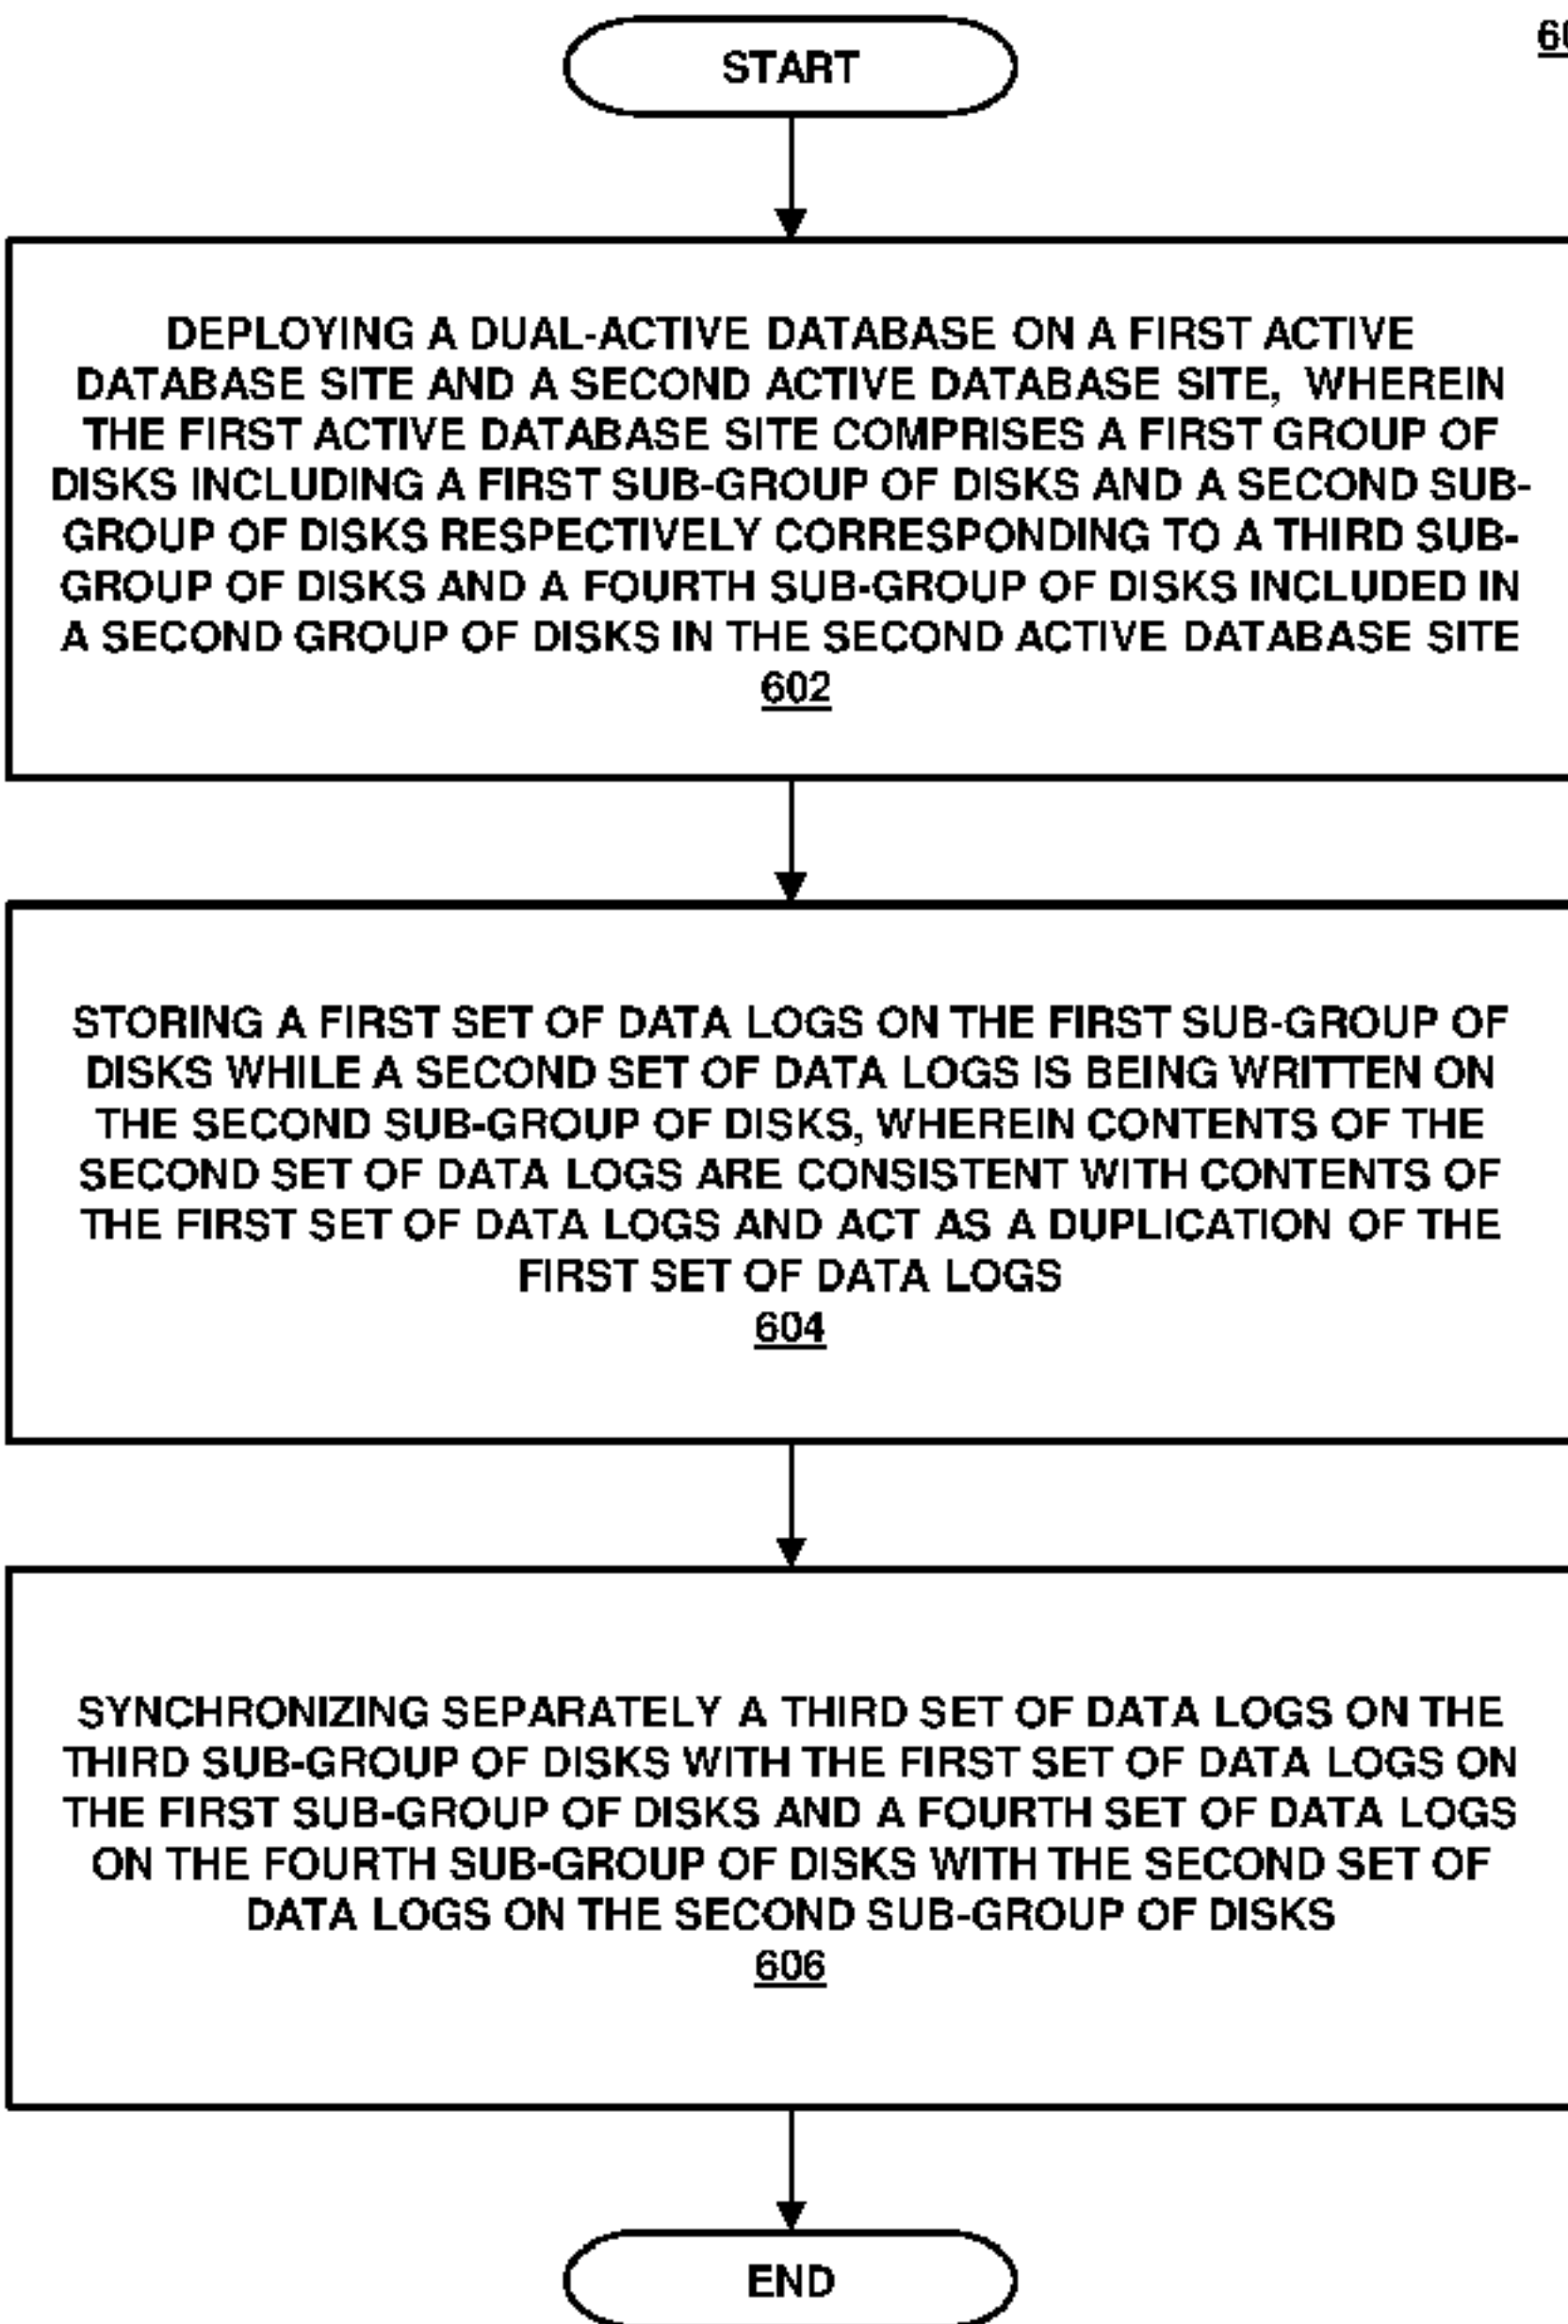 START
DEPLOYING A DUAL-ACTIVE DATABASE ON A FIRST ACTIVE
DATABASE SITE AND A SECOND ACTIVE DATABASE SITE, WHEREIN
THE FIRST ACTIVE DATABASE SITE COMPRISES A FIRST GROUP OF
DISKS INCLUDING A FIRST SUB-GROUP OF DISKS AND A SECOND SUB-
GROUP OF DISKS RESPECTIVELY CORRESPONDING TO A THIRD SUB-
GROUP OF DISKS AND A FOURTH SUB-GROUP OF DISKS INCLUDED IN
A SECOND GROUP OF DISKS IN THE SECOND ACTIVE DATABASE SITE
602
STORING A FIRST SET OF DATA LOGS ON THE FIRST SUB-GROUP OF
DISKS WHILE A SECOND SET OF DATA LOGS IS BEING WRITTEN ON
THE SECOND SUB-GROUP OF DISKS, WHEREIN CONTENTS OF THE
SECOND SET OF DATA LOGS ARE CONSISTENT WITH CONTENTS OF
THE FIRST SET OF DATA LOGS AND ACT AS A DUPLICATION OF THE
FIRST SET OF DATA LOGS
604
SYNCHRONIZING SEPARATELY A THIRD SET OF DATA LOGS ON THE
THIRD SUB-GROUP OF DISKS WITH THE FIRST SET OF DATA LOGS ON
THE FIRST SUB-GROUP OF DISKS AND A FOURTH SET OF DATA LOGS
ON THE FOURTH SUB-GROUP OF DISKS WITH THE SECOND SET OF
DATA LOGS ON THE SECOND SUB-GROUP OF DISKS
606
END